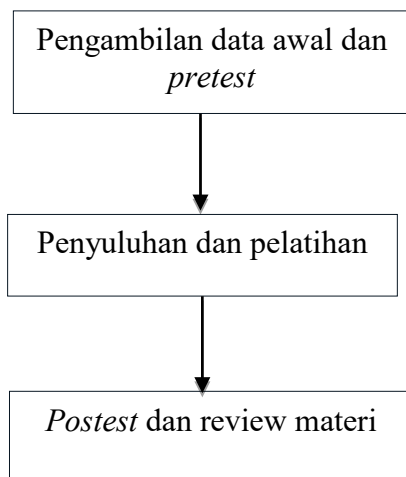 Pengambilan data awal dan
pretest
Penyuluhan dan pelatihan
Postest dan review materi